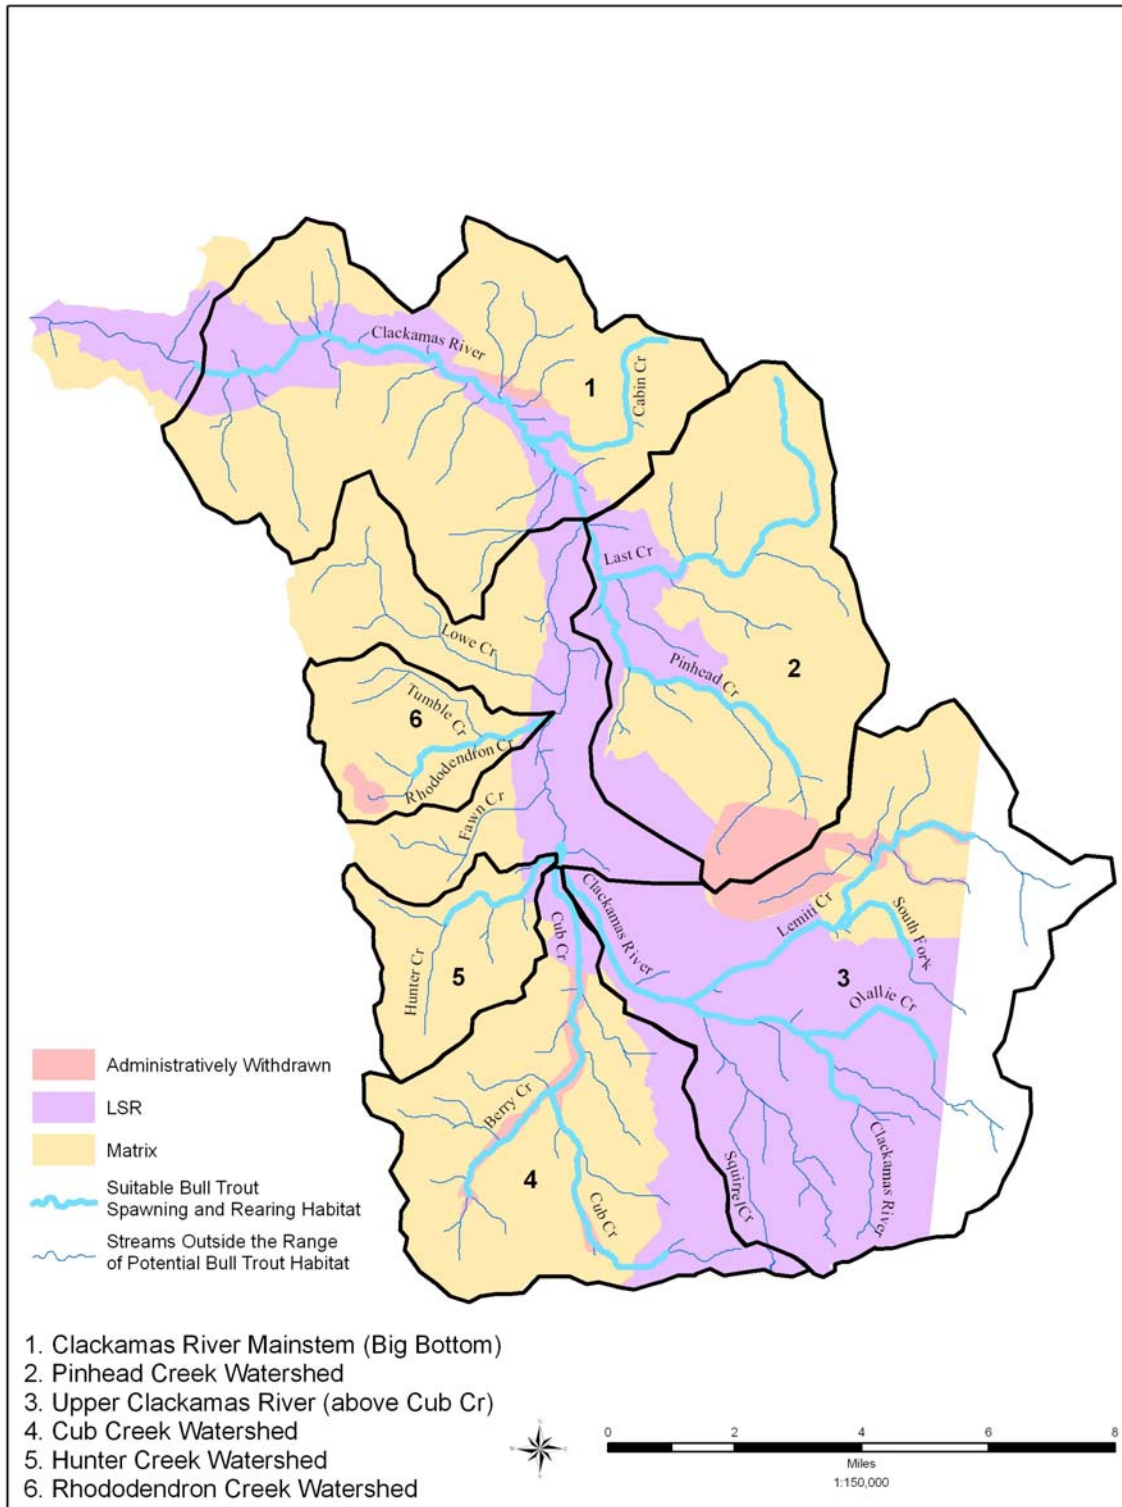 Clackamas River
1
Cabin Cr
Last Cr
Lowe Cr
Pinhead Cr
2
Tumble Cr
6
Rhododendron Cr
Fawn Cr
Clackamas River
Lemiti Cr
South Fork
Cub Cr
Hunter Cr
5
3
Olallie Cr
Berry Cr
4
Cub Cr
Squirrel Cr
Clackamas River
Administratively Withdrawn
LSR
Matrix
Suitable Bull Trout
Spawning and Rearing Habitat
Streams Outside the Range
of Potential Bull Trout Habitat
1. Clackamas River Mainstem (Big Bottom)
2. Pinhead Creek Watershed
3. Upper Clackamas River (above Cub Cr)
4. Cub Creek Watershed
5. Hunter Creek Watershed
6. Rhododendron Creek Watershed
0 2 4 6 8
Miles
1:150,000